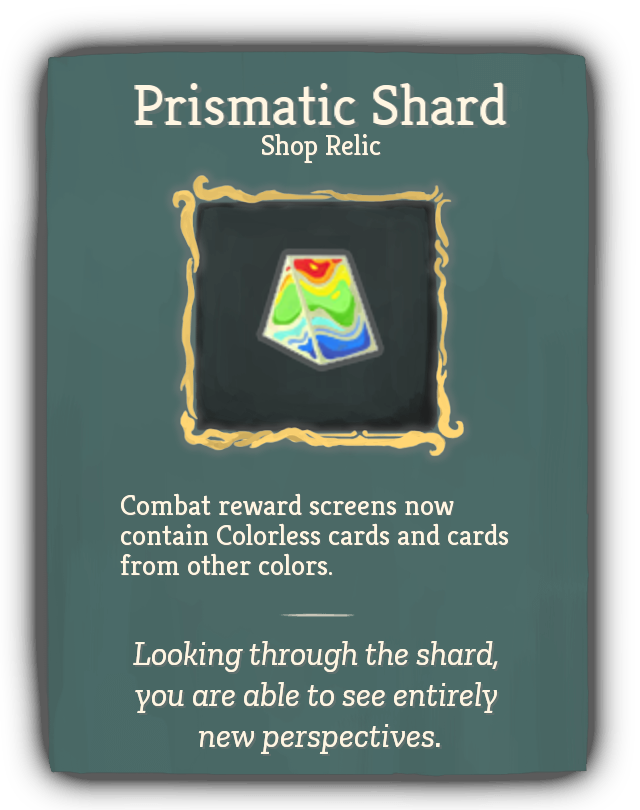 Prismatic Shard
Shop Relic
Combat reward screens now
contain Colorless cards and cards
from other colors.
Looking through the shard,
you are able to see entirely
new perspectives.